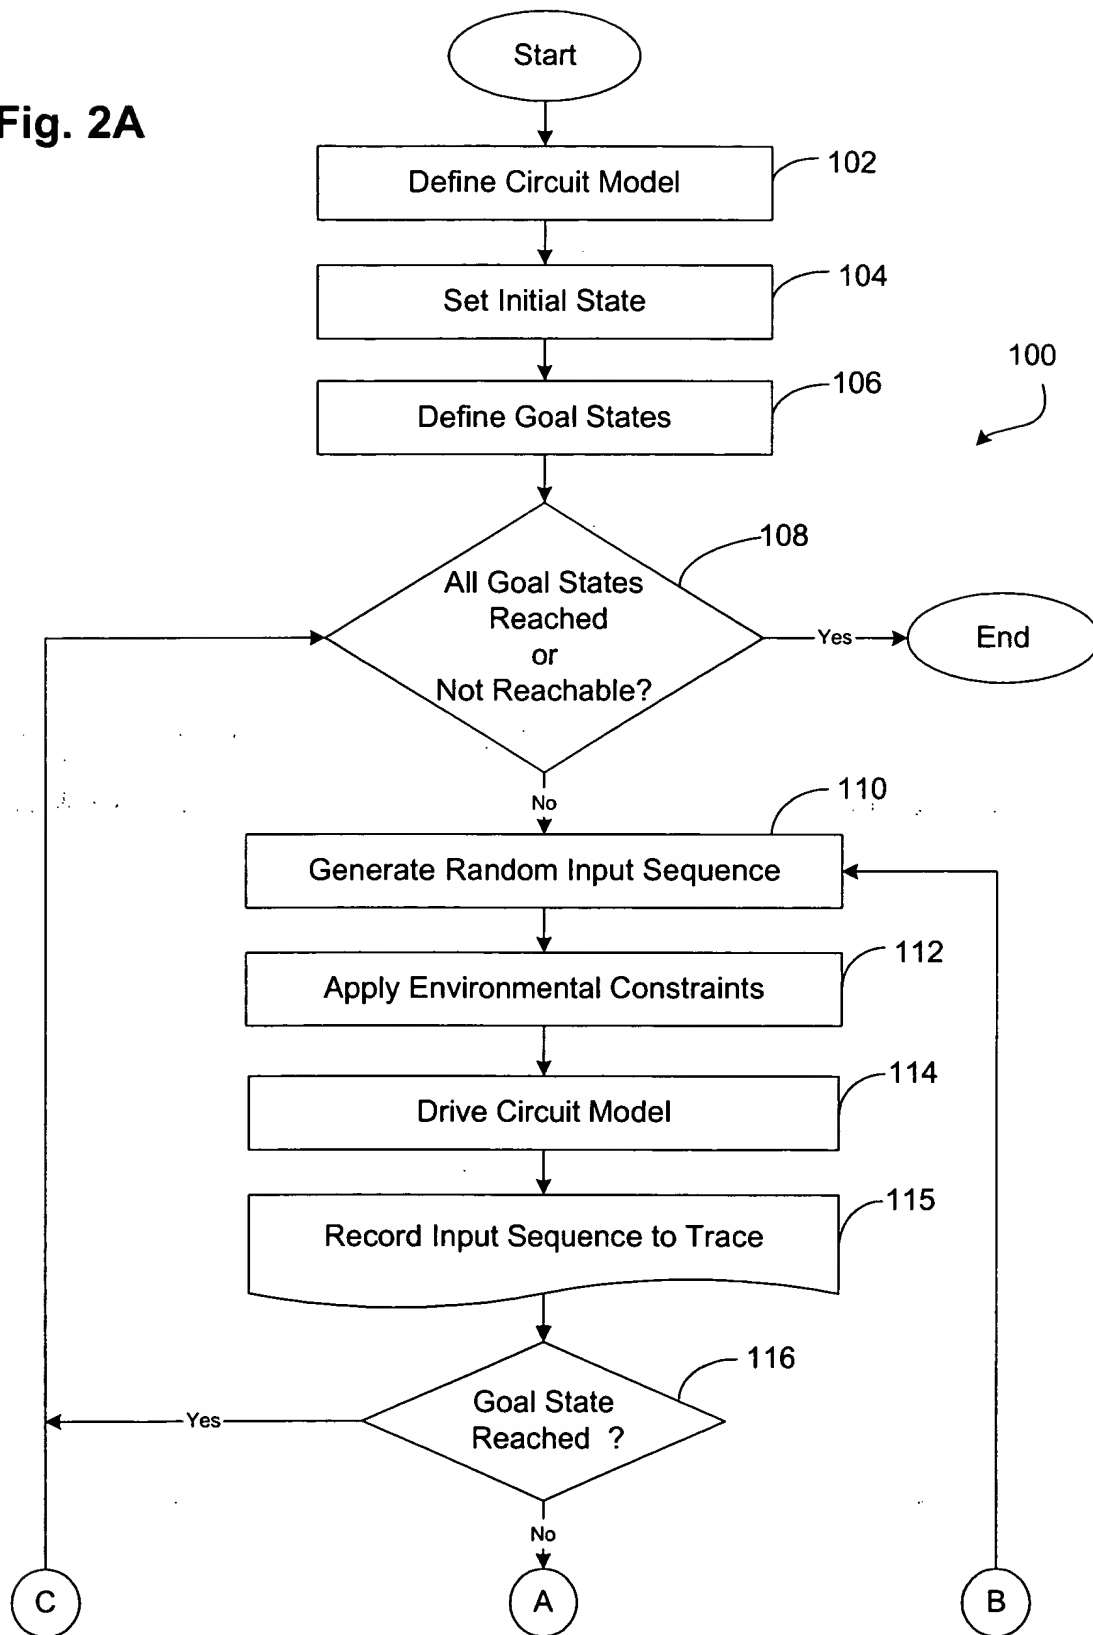 Start
Fig. 2A
Define Circuit Model
102
Set Initial State
104
100
Define Goal States
106
108
All Goal States
Reached
or
Not Reachable?
Yes
End
No
110
Generate Random Input Sequence
112
Apply Environmental Constraints
114
Drive Circuit Model
115
Record Input Sequence to Trace
116
Goal State
Reached ?
Yes
No
C
A
B